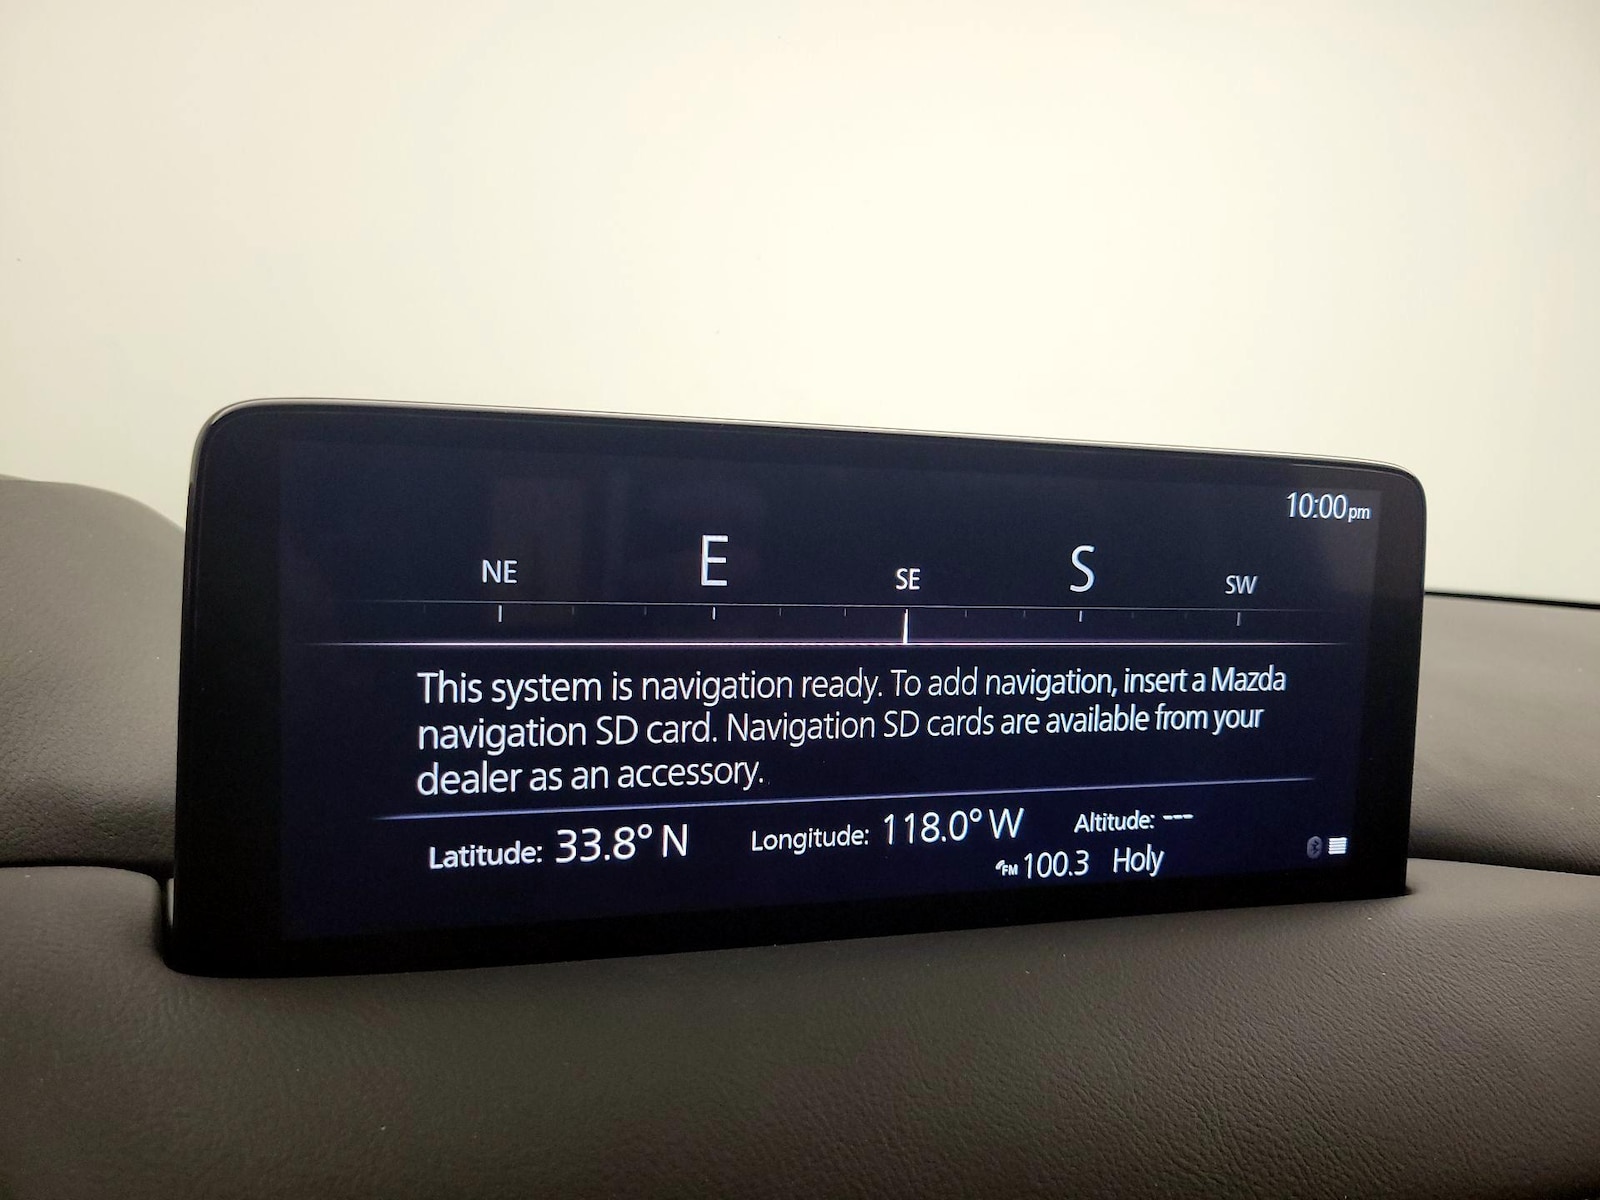 10:00pm
NE E SE S SW
This system is navigation ready. To add navigation, insert a Mazda
navigation SD card. Navigation SD cards are available from your
dealer as an accessory.
Latitude: 33.8° N Longitude: 118.0° W Altitude: ---
FM 100.3 Holy